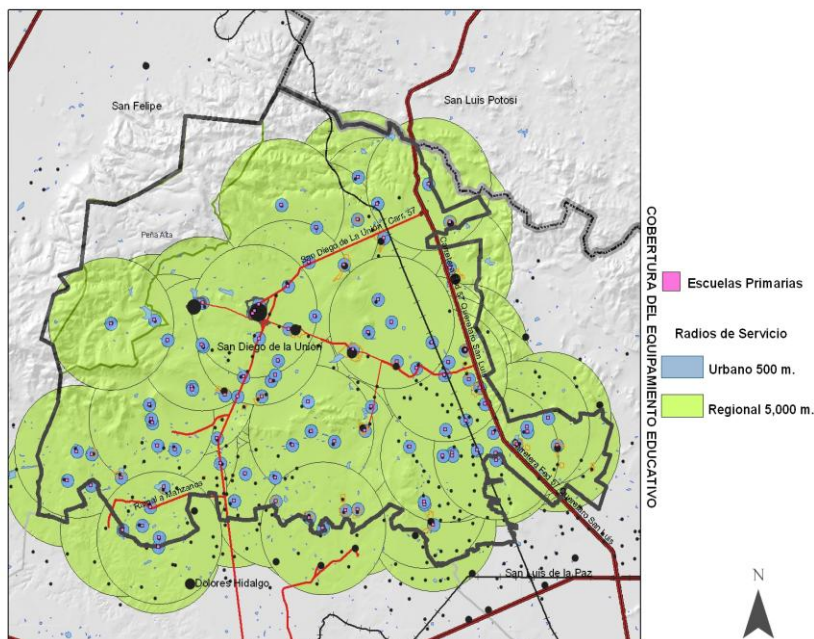 San Felipe
San Luis Potosi
Peña Alta
San Diego de La Unión / Carr. 57
San Diego de la Unión
Ramal a Manzanas
Dolores Hidalgo
San Luis de la Paz
COBERTURA DEL EQUIPAMIENTO EDUCATIVO
Escuelas Primarias
Radios de Servicio
Urbano 500 m.
Regional 5,000 m.
N